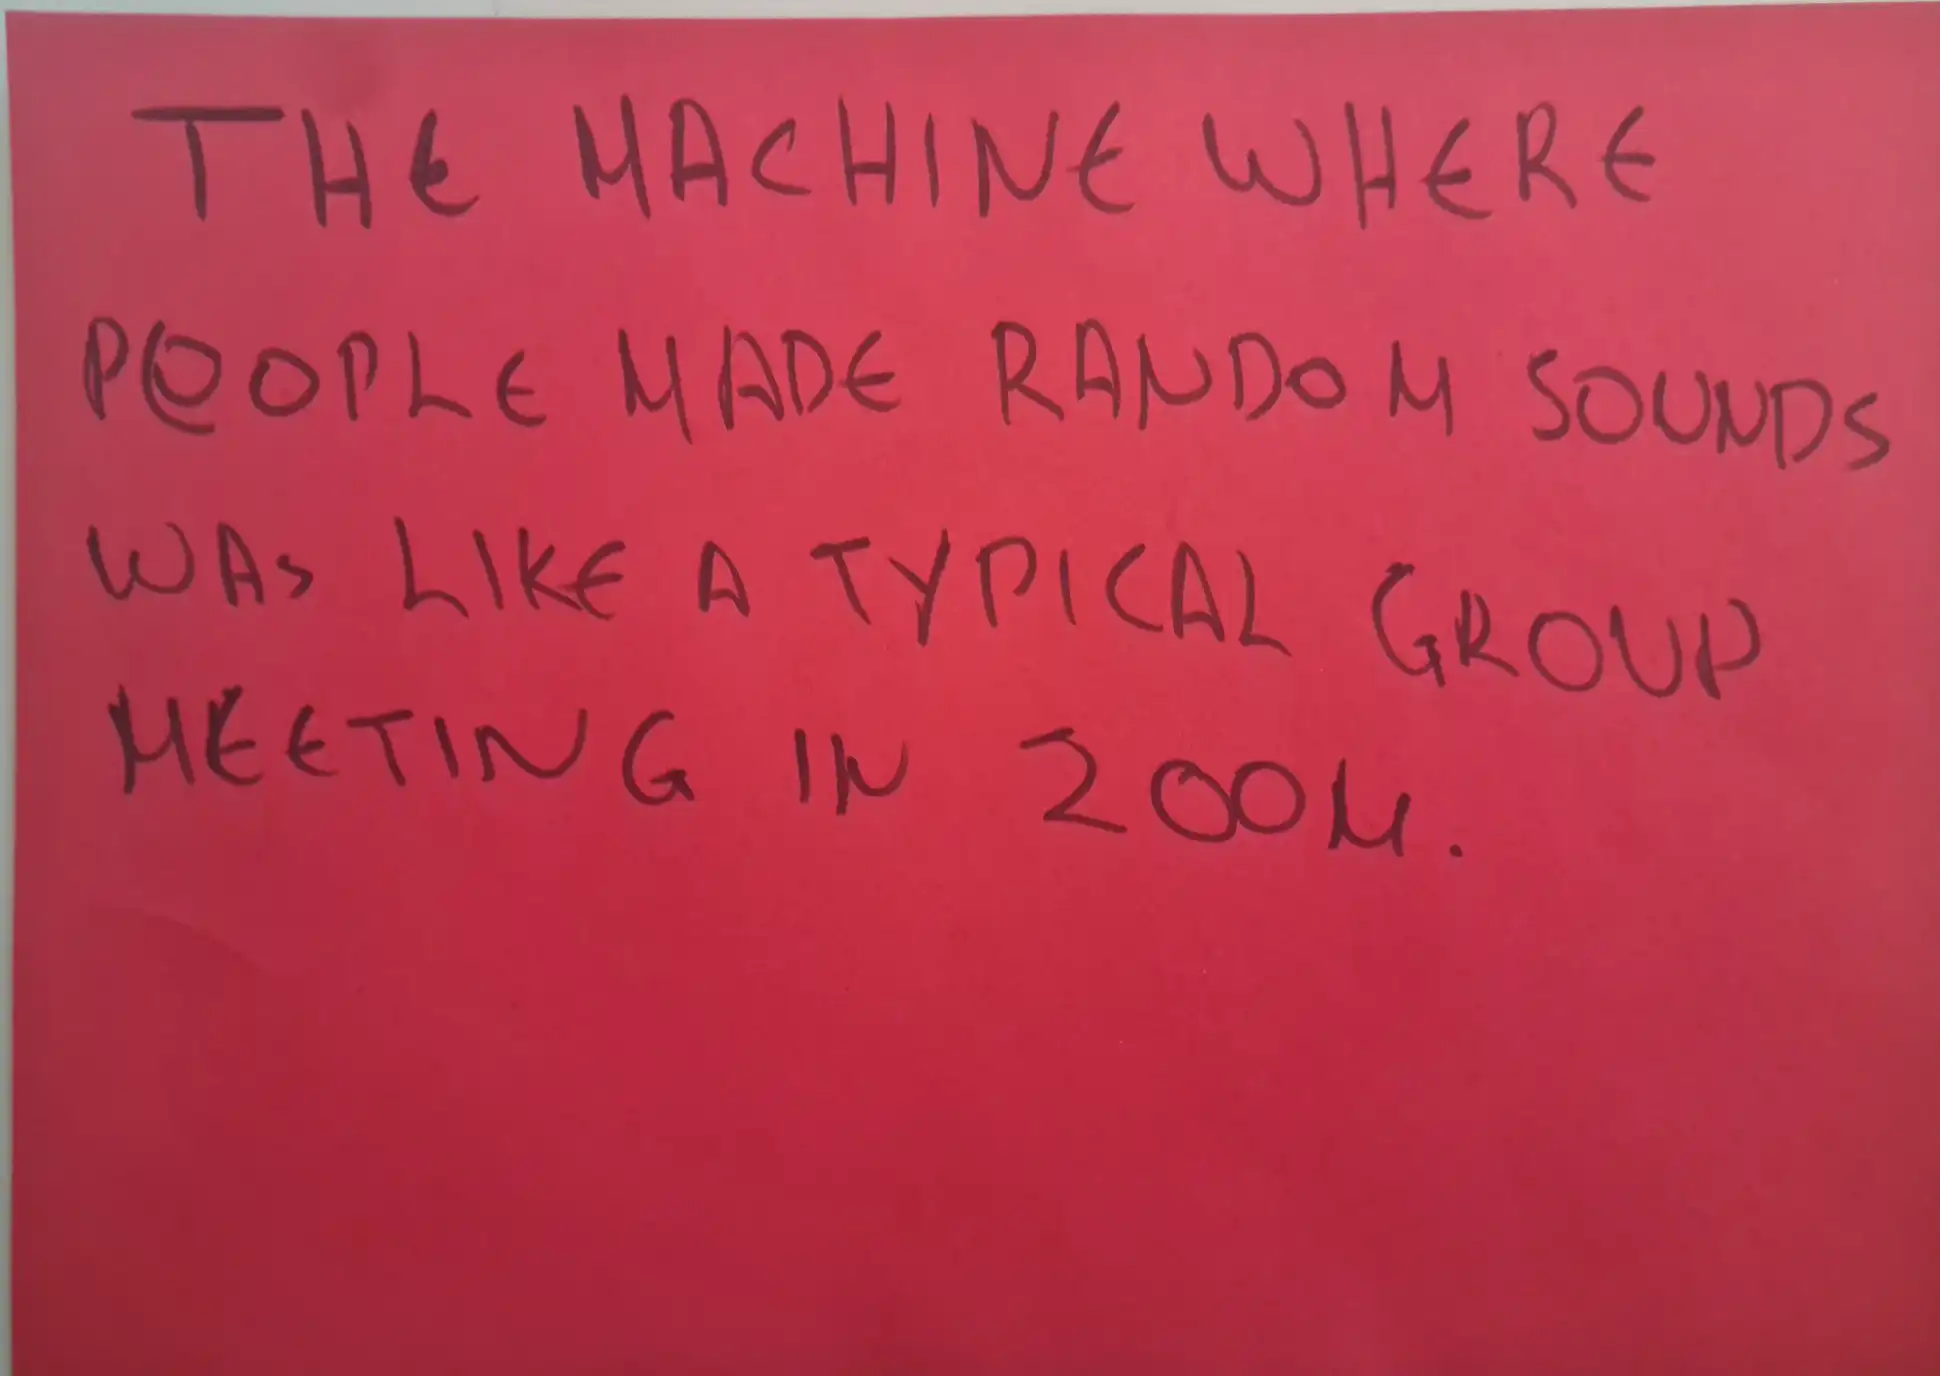 THE MACHINE WHERE
PEOPLE MADE RANDOM SOUNDS
WAS LIKE A TYPICAL GROUP
MEETING IN ZOOM.